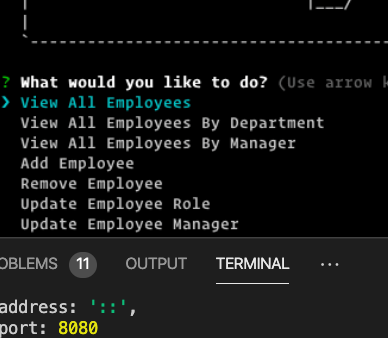 |___/
? What would you like to do? (Use arrow k
❯ View All Employees
View All Employees By Department
View All Employees By Manager
Add Employee
Remove Employee
Update Employee Role
Update Employee Manager
OBLEMS 11 OUTPUT TERMINAL ...
address: '::',
port: 8080